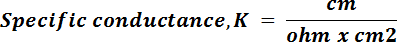 Specific conductance, K = cm / ohm x cm2